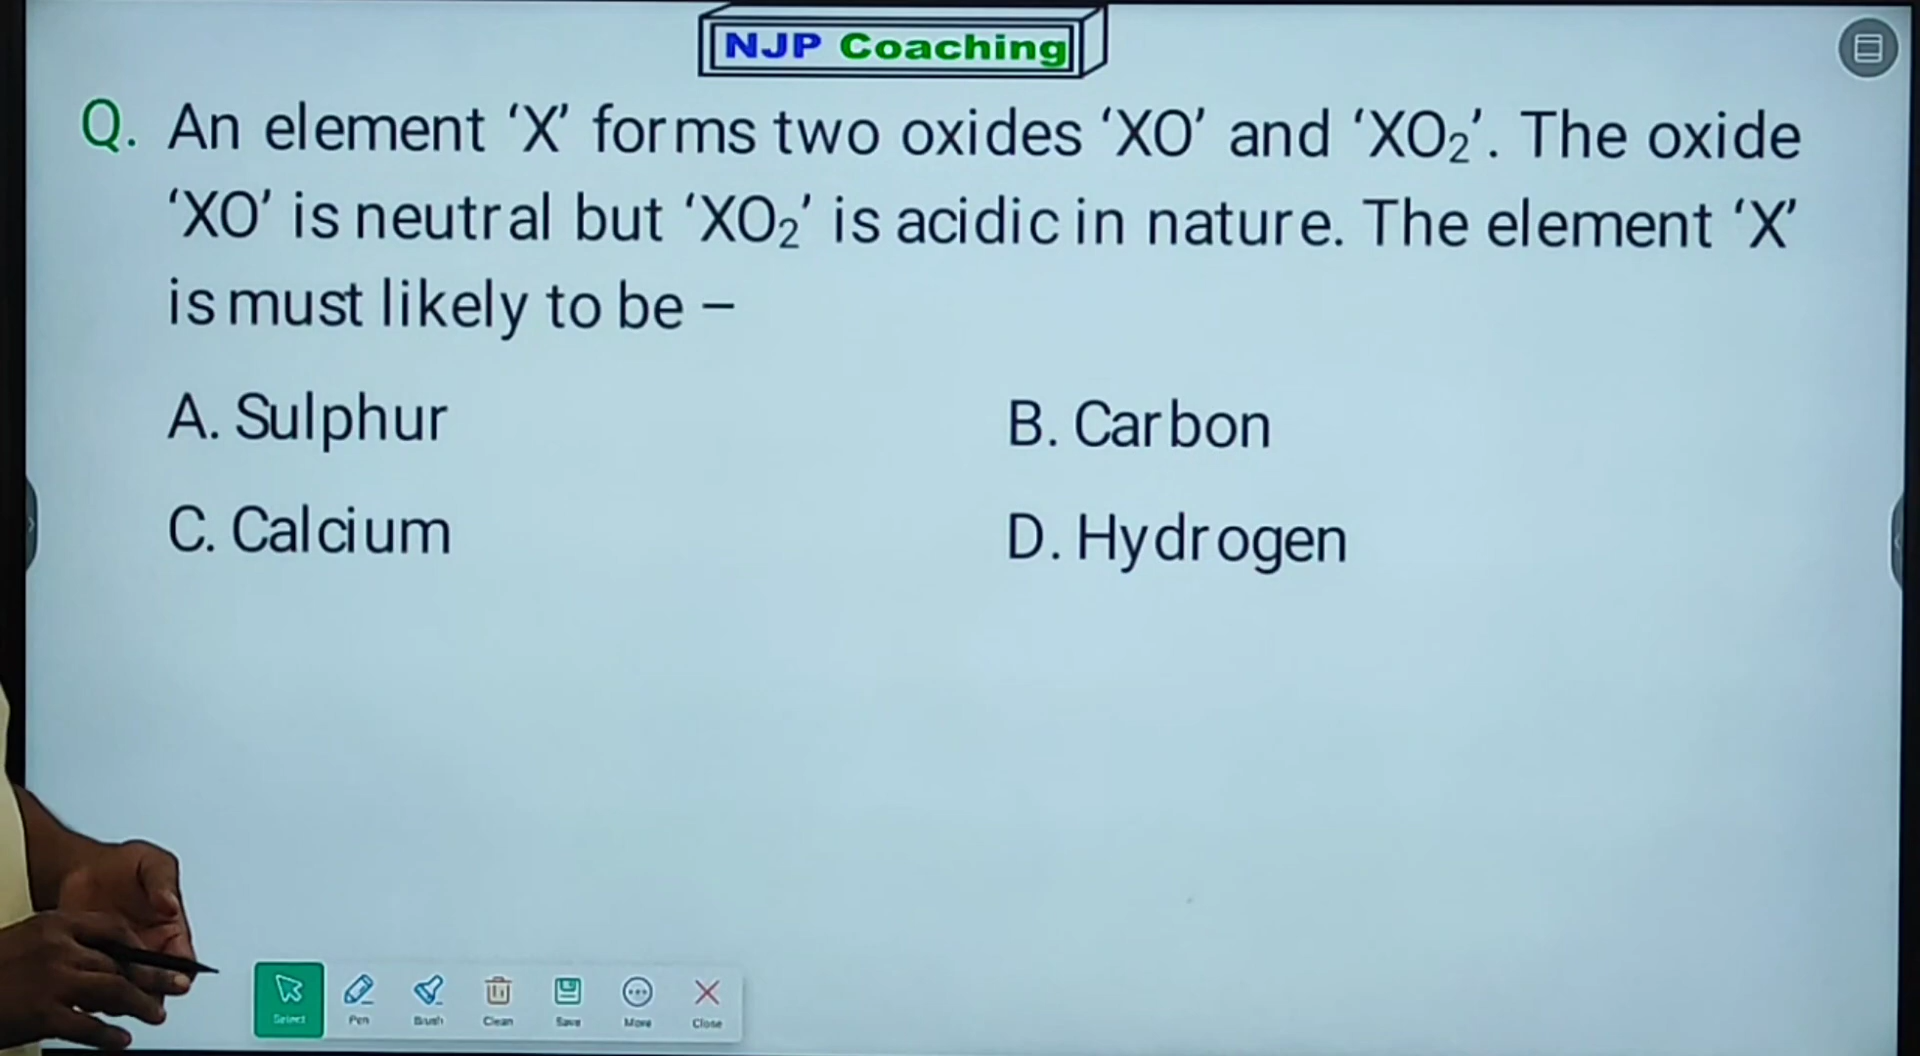 NJP Coaching
Q. An element ‘X’ forms two oxides ‘XO’ and ‘XO₂’. The oxide
‘XO’ is neutral but ‘XO₂’ is acidic in nature. The element ‘X’
is must likely to be –
A. Sulphur
B. Carbon
C. Calcium
D. Hydrogen
Select Pen Brush Clean Save More Close